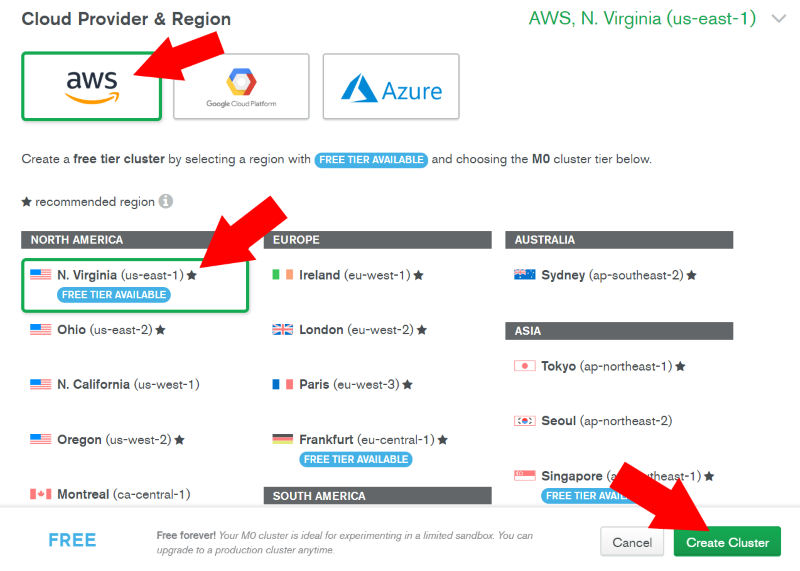 Cloud Provider & Region
AWS, N. Virginia (us-east-1)
aws
Google Cloud Platform
Azure
Create a free tier cluster by selecting a region with FREE TIER AVAILABLE and choosing the M0 cluster tier below.
★ recommended region i
NORTH AMERICA
N. Virginia (us-east-1) ★
FREE TIER AVAILABLE
Ohio (us-east-2) ★
N. California (us-west-1)
Oregon (us-west-2) ★
Montreal (ca-central-1)
EUROPE
Ireland (eu-west-1) ★
London (eu-west-2) ★
Paris (eu-west-3) ★
Frankfurt (eu-central-1) ★
FREE TIER AVAILABLE
SOUTH AMERICA
AUSTRALIA
Sydney (ap-southeast-2) ★
ASIA
Tokyo (ap-northeast-1) ★
Seoul (ap-northeast-2)
Singapore ★
FREE TIER
FREE
Free forever! Your M0 cluster is ideal for experimenting in a limited sandbox. You can
upgrade to a production cluster anytime.
Cancel
Create Cluster